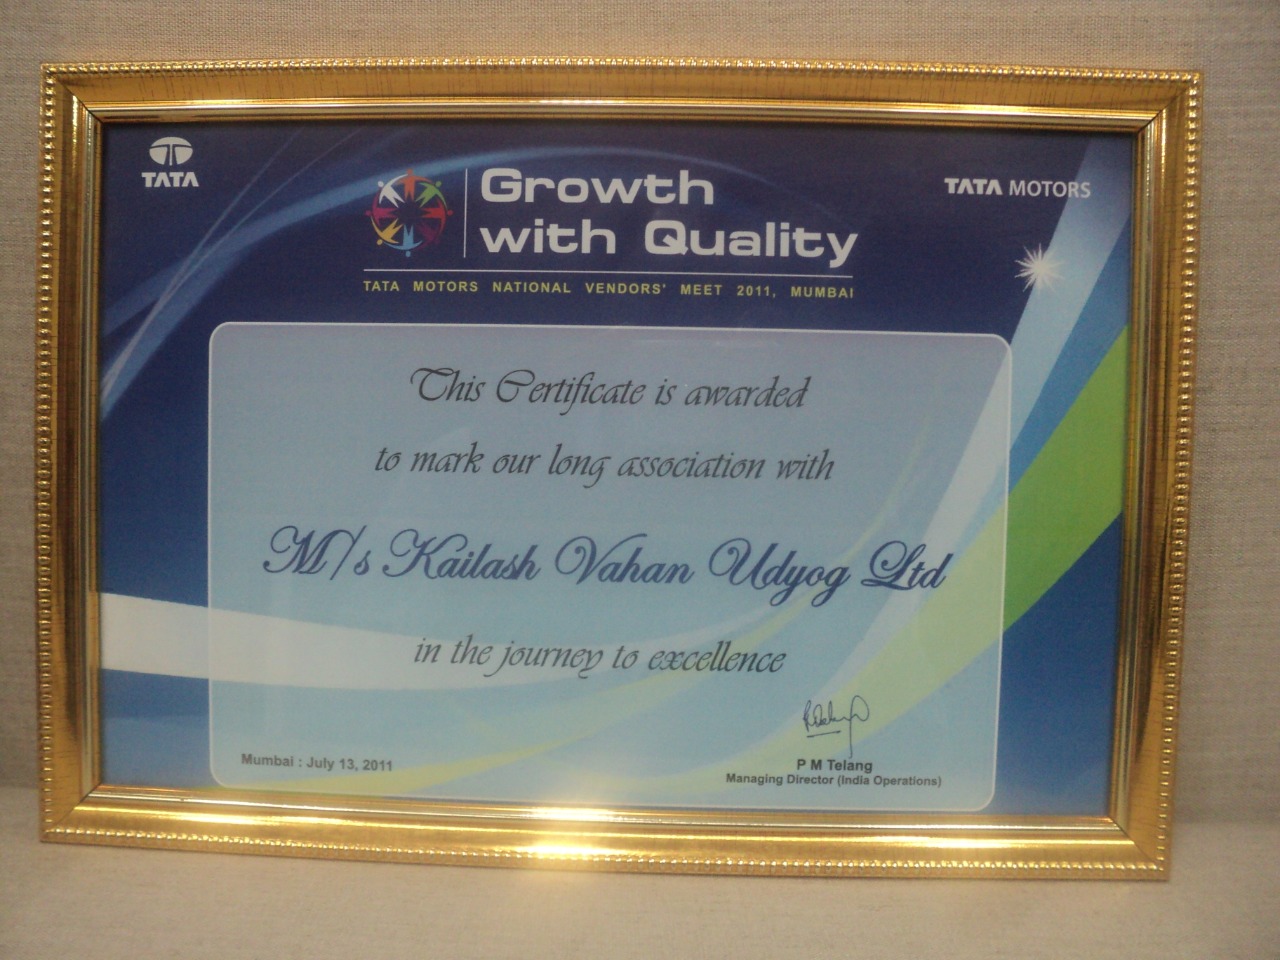 TATA
Growth
with Quality
TATA MOTORS
TATA MOTORS NATIONAL VENDORS' MEET 2011, MUMBAI
This Certificate is awarded
to mark our long association with
M/s Kailash Vahan Udyog Ltd
in the journey to excellence
Mumbai : July 13, 2011
P M Telang
Managing Director (India Operations)